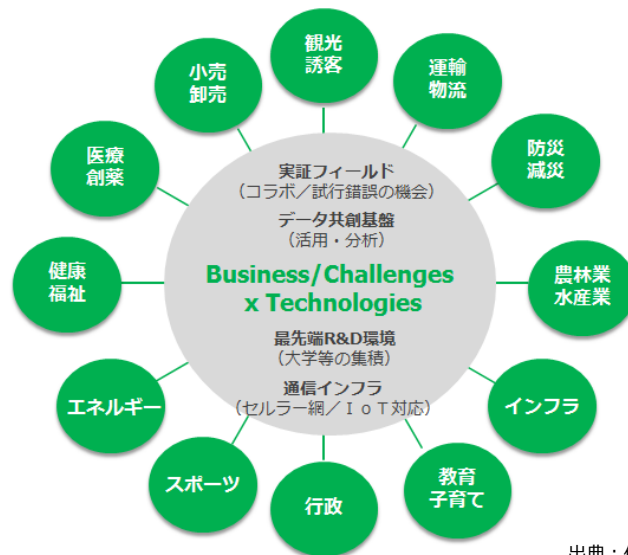 観光
誘客
運輸
物流
防災
減災
農林業
水産業
インフラ
教育
子育て
行政
スポーツ
エネルギー
健康
福祉
医療
創薬
小売
卸売
実証フィールド
（コラボ／試行錯誤の機会）
データ共創基盤
（活用・分析）
Business/Challenges
x Technologies
最先端R&D環境
（大学等の集積）
通信インフラ
（セルラー網／ＩｏＴ対応）
出典：